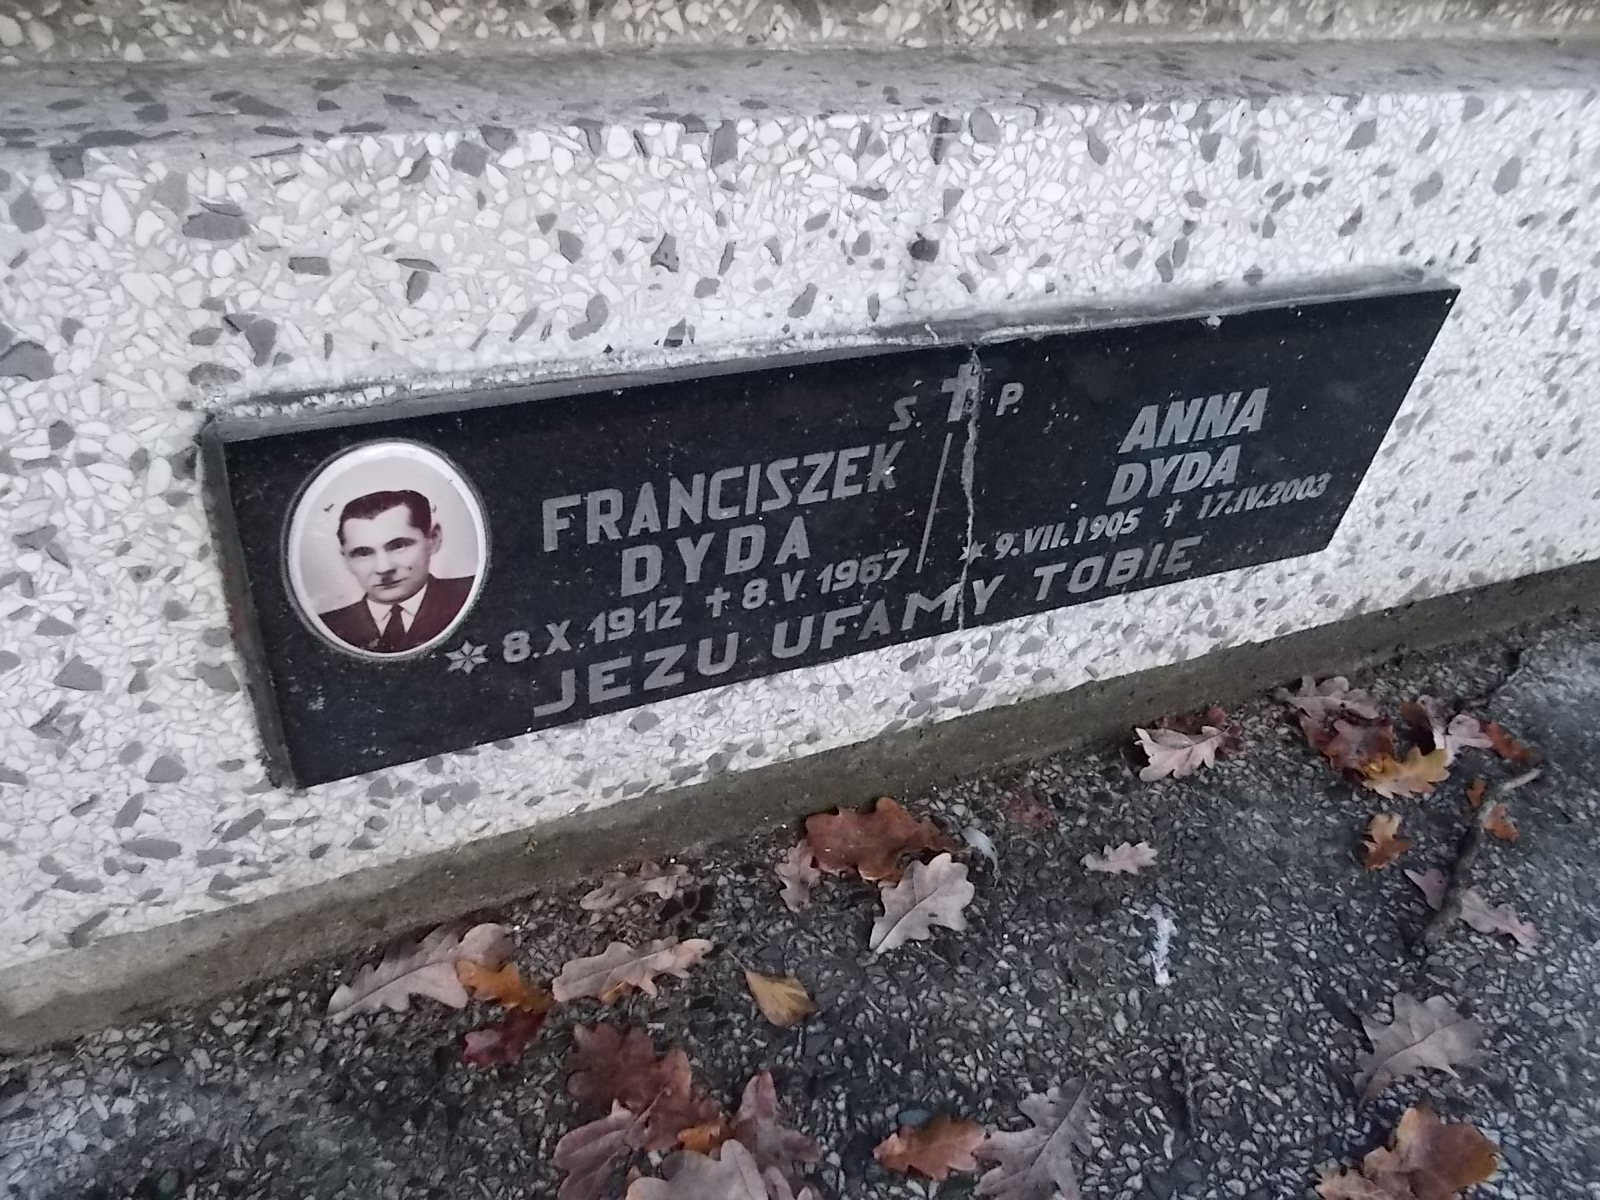 Ś. P.
FRANCISZEK
DYDA
8.X.1912 † 8.V.1967
ANNA
DYDA
9.VII.1905 † 17.IV.2003
JEZU UFAMY TOBIE